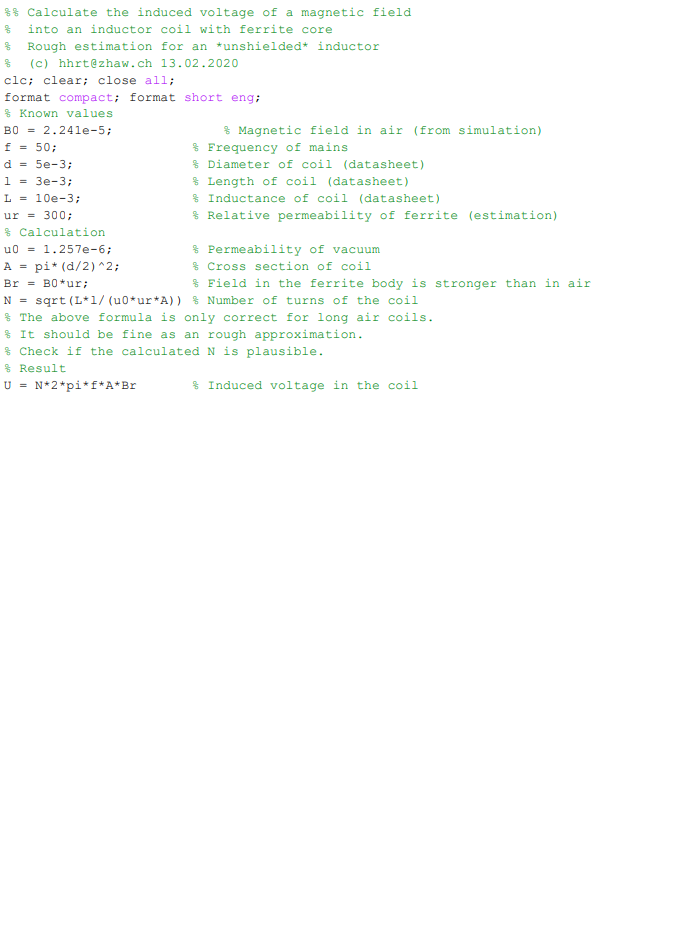 %% Calculate the induced voltage of a magnetic field
%  into an inductor coil with ferrite core
%  Rough estimation for an *unshielded* inductor
%  (c) hhrt@zhaw.ch 13.02.2020
clc; clear; close all;
format compact; format short eng;
% Known values
B0 = 2.241e-5;              % Magnetic field in air (from simulation)
f = 50;                 % Frequency of mains
d = 5e-3;               % Diameter of coil (datasheet)
l = 3e-3;               % Length of coil (datasheet)
L = 10e-3;              % Inductance of coil (datasheet)
ur = 300;               % Relative permeability of ferrite (estimation)
% Calculation
u0 = 1.257e-6;          % Permeability of vacuum
A = pi*(d/2)^2;         % Cross section of coil
Br = B0*ur;             % Field in the ferrite body is stronger than in air
N = sqrt(L*l/(u0*ur*A)) % Number of turns of the coil
% The above formula is only correct for long air coils.
% It should be fine as an rough approximation.
% Check if the calculated N is plausible.
% Result
U = N*2*pi*f*A*Br       % Induced voltage in the coil